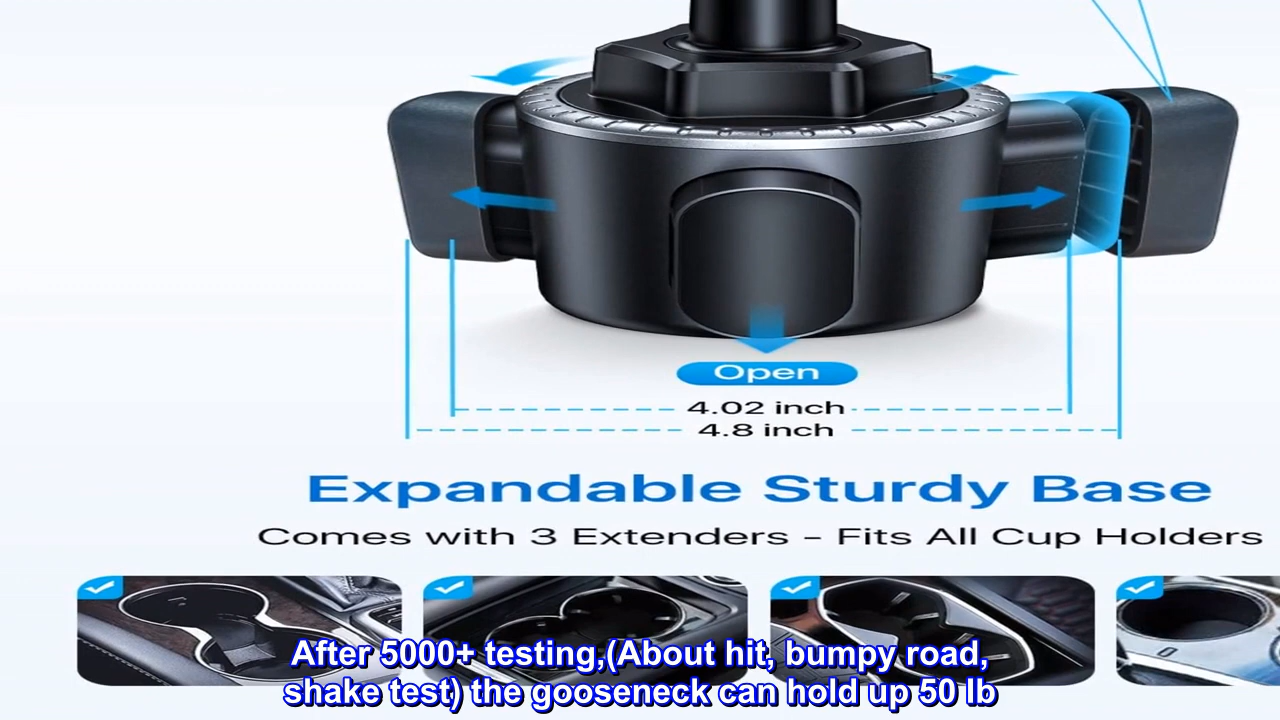 Open
4.02 inch
4.8 inch
Expandable Sturdy Base
Comes with 3 Extenders - Fits All Cup Holders
After 5000+ testing,(About hit, bumpy road,
shake test) the gooseneck can hold up 50 lb